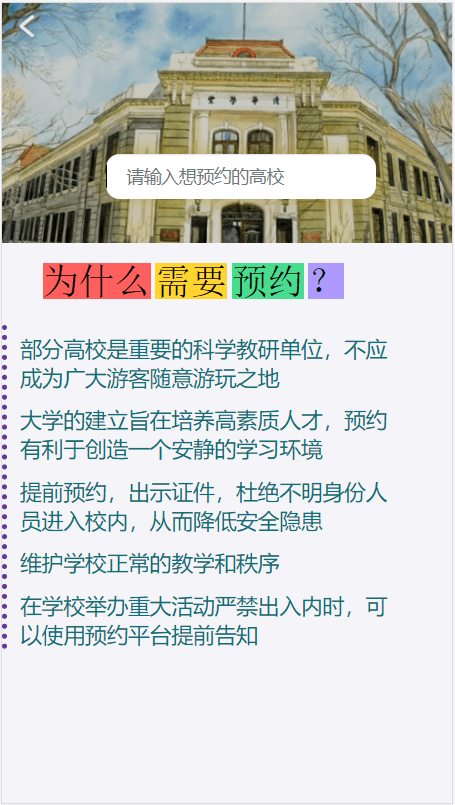 堂學華清
请输入想预约的高校
为什么需要预约？
部分高校是重要的科学教研单位，不应
成为广大游客随意游玩之地
大学的建立旨在培养高素质人才，预约
有利于创造一个安静的学习环境
提前预约，出示证件，杜绝不明身份人
员进入校内，从而降低安全隐患
维护学校正常的教学和秩序
在学校举办重大活动严禁出入内时，可
以使用预约平台提前告知